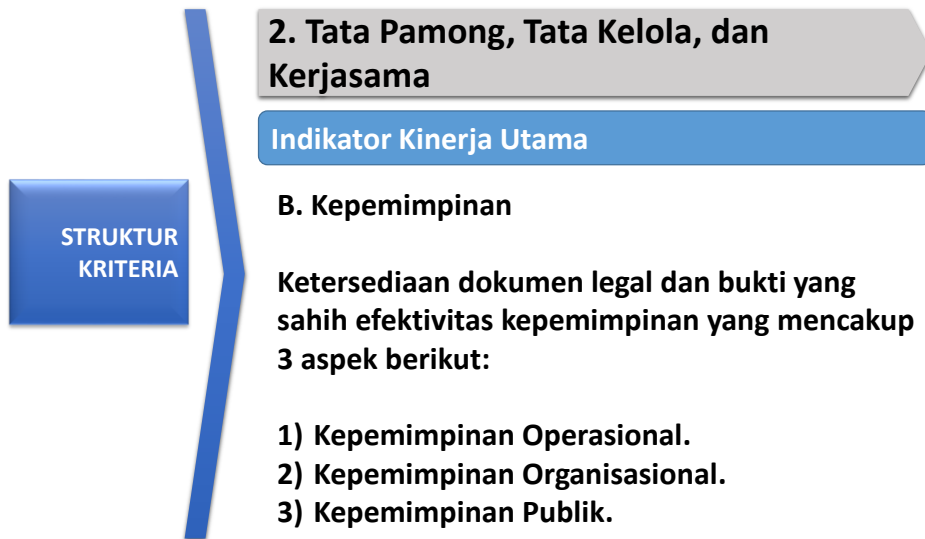 2. Tata Pamong, Tata Kelola, dan
Kerjasama
Indikator Kinerja Utama
STRUKTUR
KRITERIA
B. Kepemimpinan
Ketersediaan dokumen legal dan bukti yang
sahih efektivitas kepemimpinan yang mencakup
3 aspek berikut:
1) Kepemimpinan Operasional.
2) Kepemimpinan Organisasional.
3) Kepemimpinan Publik.